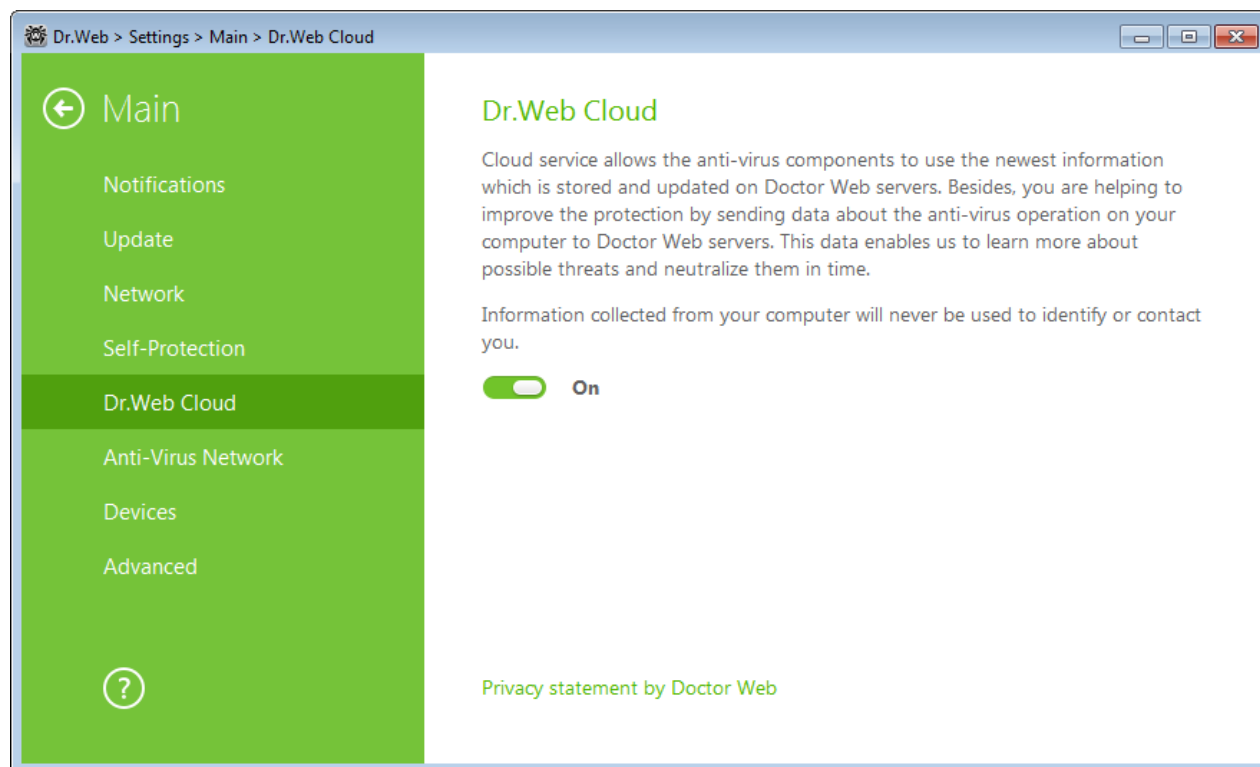 Dr.Web > Settings > Main > Dr.Web Cloud
Main
Notifications
Update
Network
Self-Protection
Dr.Web Cloud
Anti-Virus Network
Devices
Advanced
?
Dr.Web Cloud
Cloud service allows the anti-virus components to use the newest information
which is stored and updated on Doctor Web servers. Besides, you are helping to
improve the protection by sending data about the anti-virus operation on your
computer to Doctor Web servers. This data enables us to learn more about
possible threats and neutralize them in time.
Information collected from your computer will never be used to identify or contact
you.
On
Privacy statement by Doctor Web